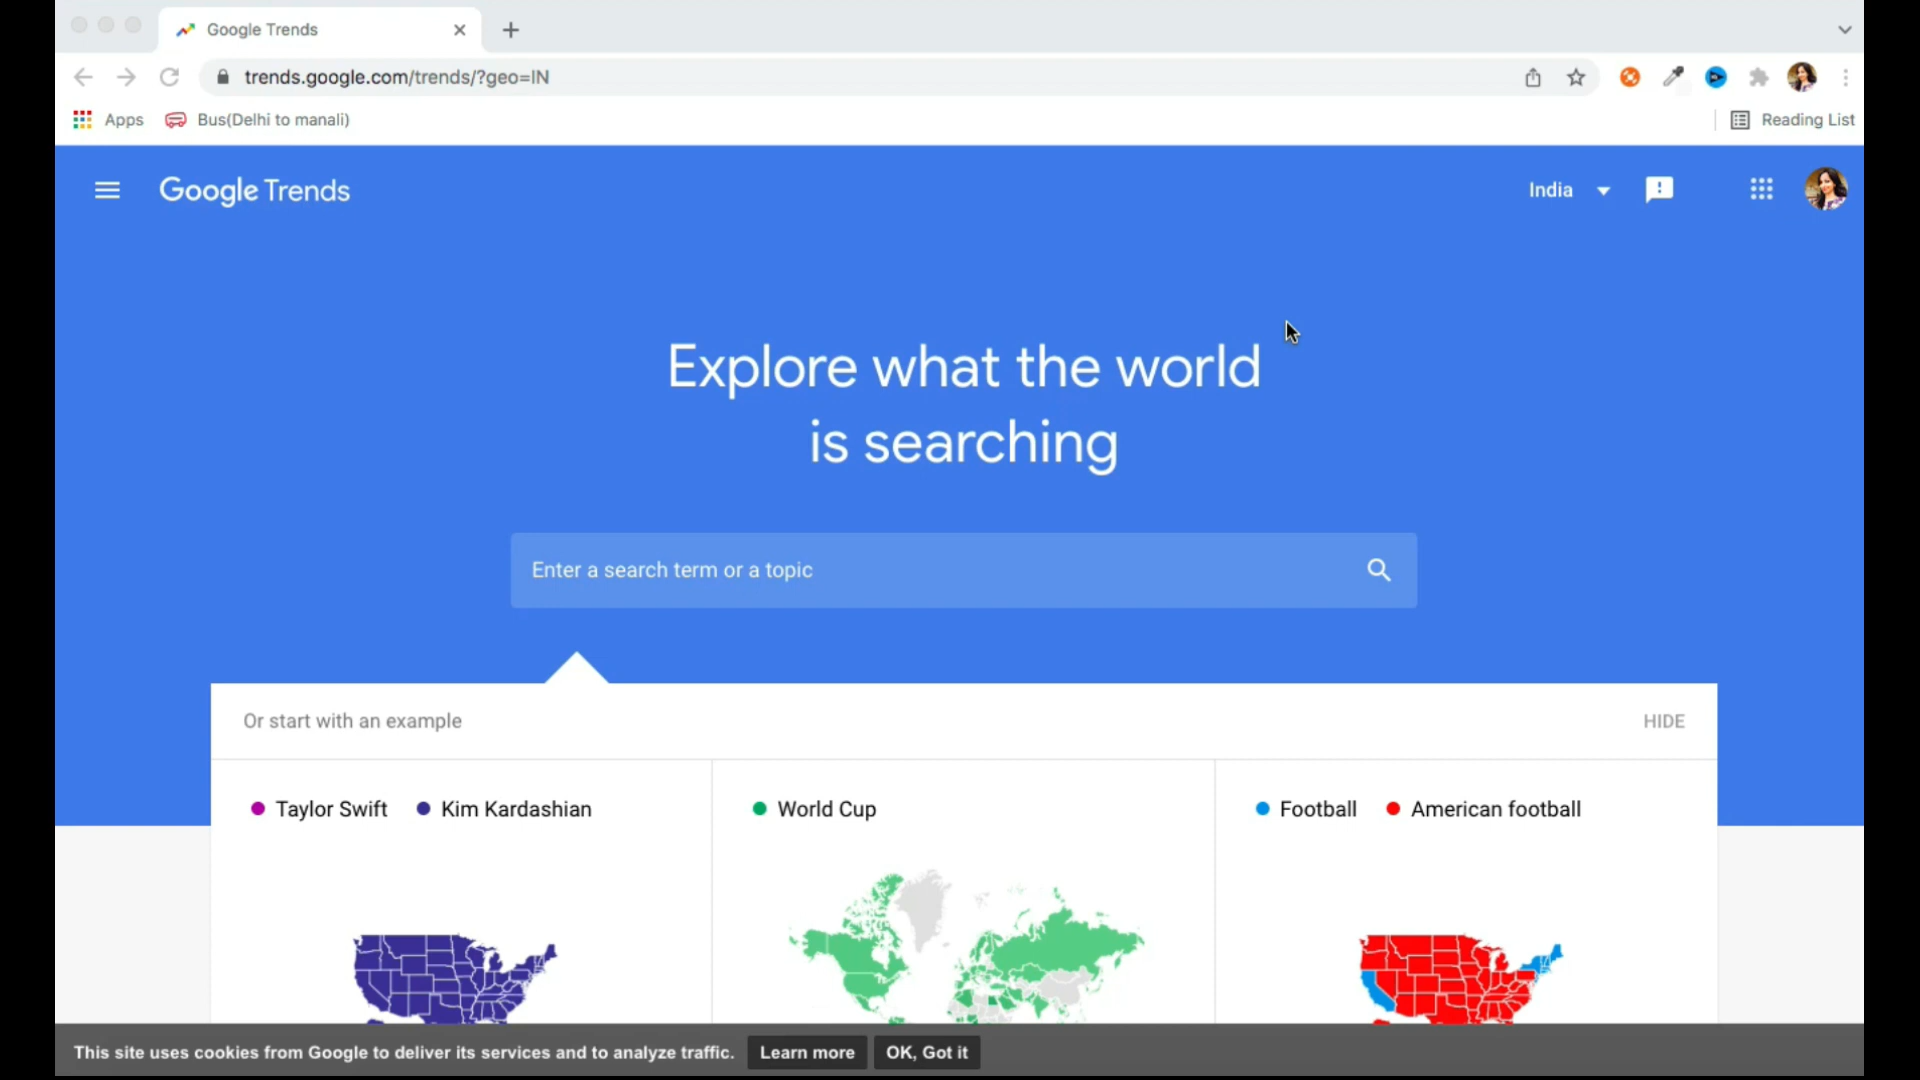 Google Trends
trends.google.com/trends/?geo=IN
Apps Bus(Delhi to manali) Reading List
Google Trends India
Explore what the world
is searching
Enter a search term or a topic
Or start with an example HIDE
Taylor Swift Kim Kardashian World Cup Football American football
This site uses cookies from Google to deliver its services and to analyze traffic. Learn more OK, Got it